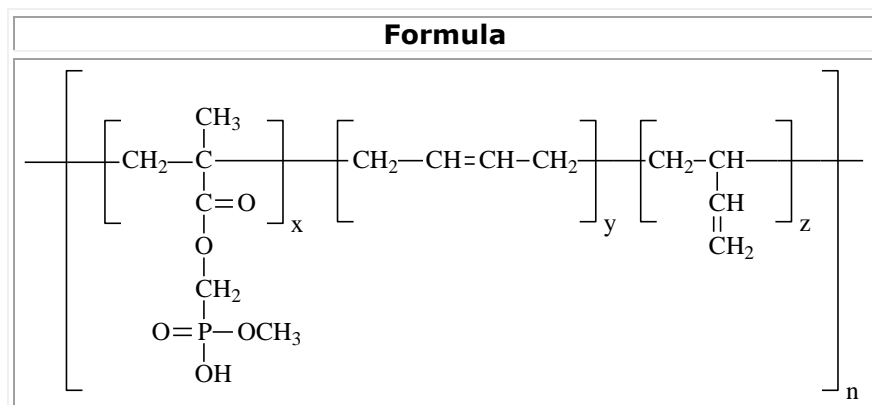 Formula
CH3
CH2 C CH2 CH=CH CH2 CH2 CH
C=O x y CH z
O CH2
CH2
O=P OCH3
OH n